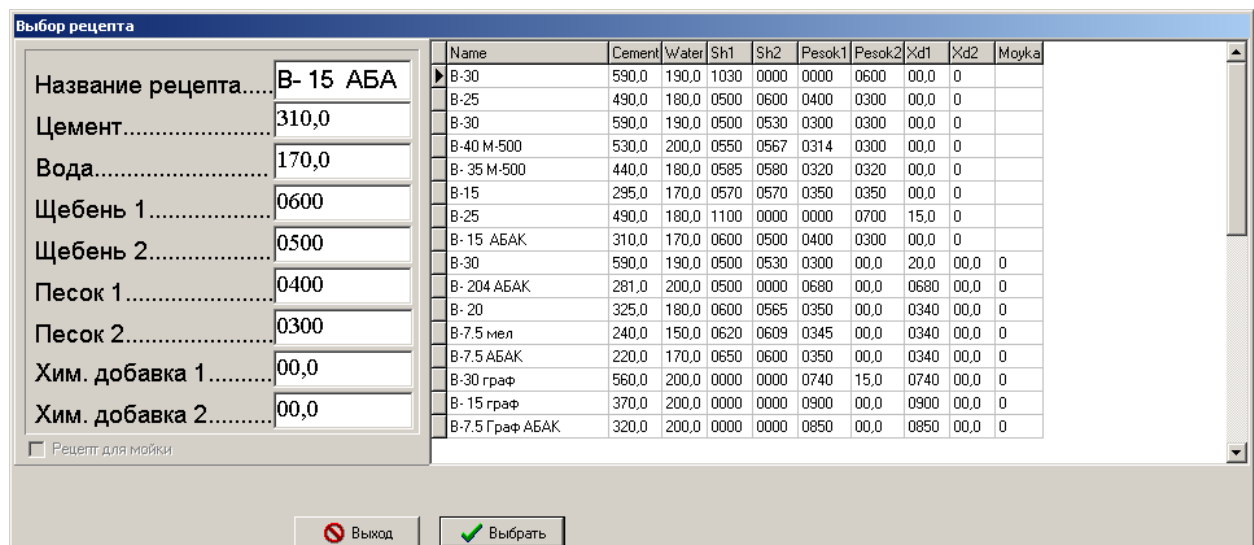 Выбор рецепта
Название рецепта..... В- 15 АБА
Цемент....................... 310,0
Вода........................... 170,0
Щебень 1................... 0600
Щебень 2................... 0500
Песок 1....................... 0400
Песок 2....................... 0300
Хим. добавка 1.......... 00,0
Хим. добавка 2.......... 00,0
Рецепт для мойки
Name Cement Water Sh1 Sh2 Pesok1 Pesok2 Xd1 Xd2 Moyka
В-30 590,0 190,0 1030 0000 0000 0600 00,0 0
В-25 490,0 180,0 0500 0600 0400 0300 00,0 0
В-30 590,0 190,0 0500 0530 0300 0300 00,0 0
В-40 М-500 530,0 200,0 0550 0567 0314 0300 00,0 0
В- 35 М-500 440,0 180,0 0585 0580 0320 0320 00,0 0
В-15 295,0 170,0 0570 0570 0350 0350 00,0 0
В-25 490,0 180,0 1100 0000 0000 0700 15,0 0
В- 15 АБАК 310,0 170,0 0600 0500 0400 0300 00,0 0
В-30 590,0 190,0 0500 0530 0300 00,0 20,0 00,0 0
В- 204 АБАК 281,0 200,0 0500 0000 0680 00,0 0680 00,0 0
В- 20 325,0 180,0 0600 0565 0350 00,0 0340 00,0 0
В-7.5 мел 240,0 150,0 0620 0609 0345 00,0 0340 00,0 0
В-7.5 АБАК 220,0 170,0 0650 0600 0350 00,0 0340 00,0 0
В-30 граф 560,0 200,0 0000 0000 0740 15,0 0740 00,0 0
В- 15 граф 370,0 200,0 0000 0000 0900 00,0 0900 00,0 0
В-7.5 Граф АБАК 320,0 200,0 0000 0000 0850 00,0 0850 00,0 0
Выход
Выбрать